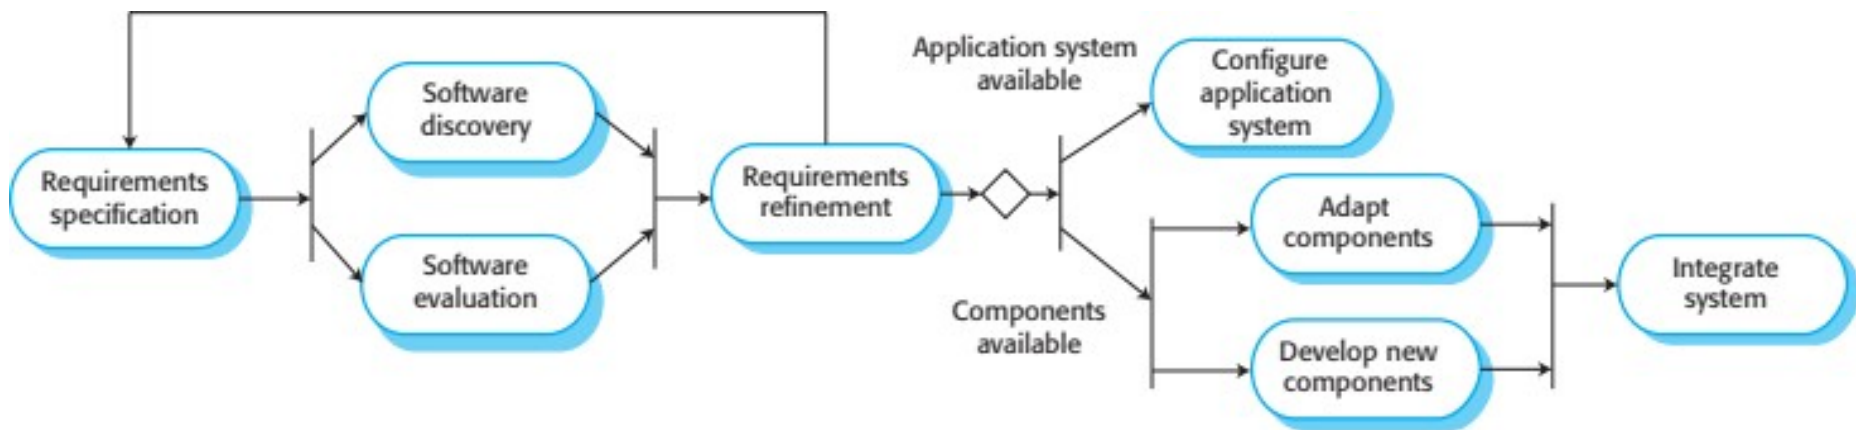 Requirements
specification
Software
discovery
Software
evaluation
Requirements
refinement
Application system
available
Configure
application
system
Components
available
Adapt
components
Develop new
components
Integrate
system